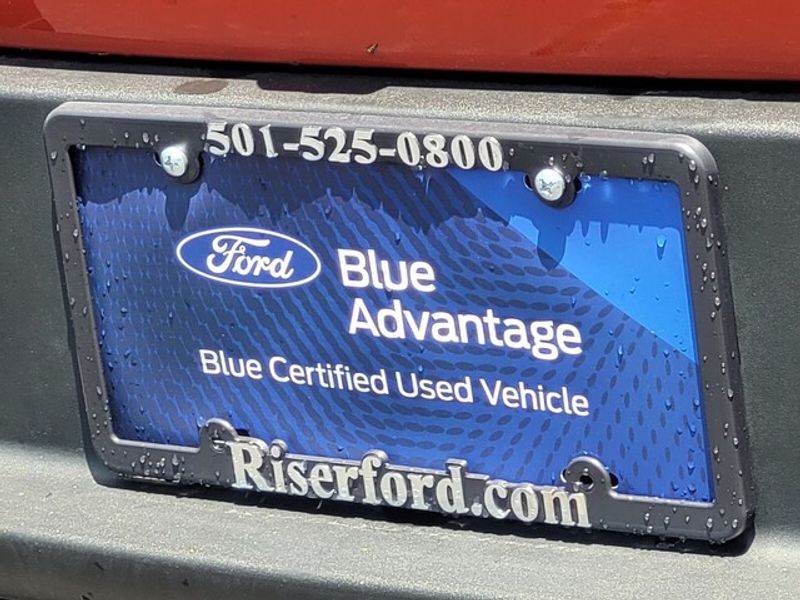 501-525-0800
Ford
Blue
Advantage
Blue Certified Used Vehicle
Riserford.com